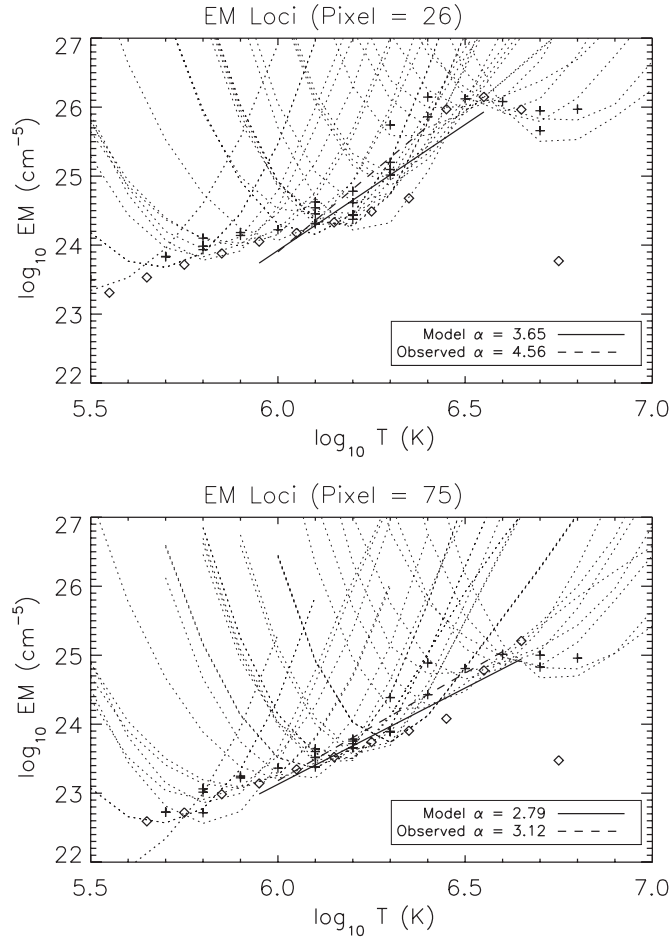 EM Loci (Pixel = 26)
27
26
25
24
23
22
log₁₀ EM (cm⁻⁵)
Model α = 3.65
Observed α = 4.56
5.5 6.0 6.5 7.0
log₁₀ T (K)
EM Loci (Pixel = 75)
27
26
25
24
23
22
log₁₀ EM (cm⁻⁵)
Model α = 2.79
Observed α = 3.12
5.5 6.0 6.5 7.0
log₁₀ T (K)